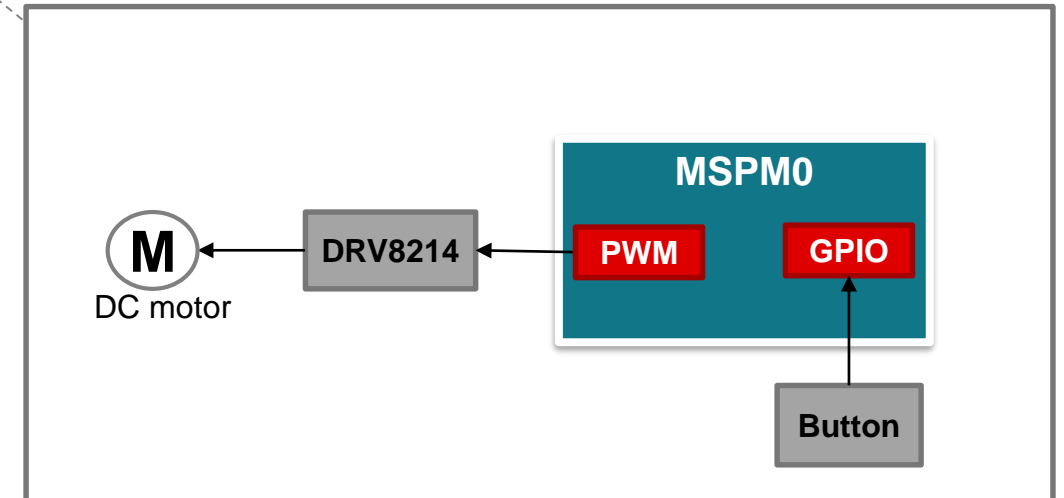 MSPM0
M
DRV8214
PWM
GPIO
DC motor
Button